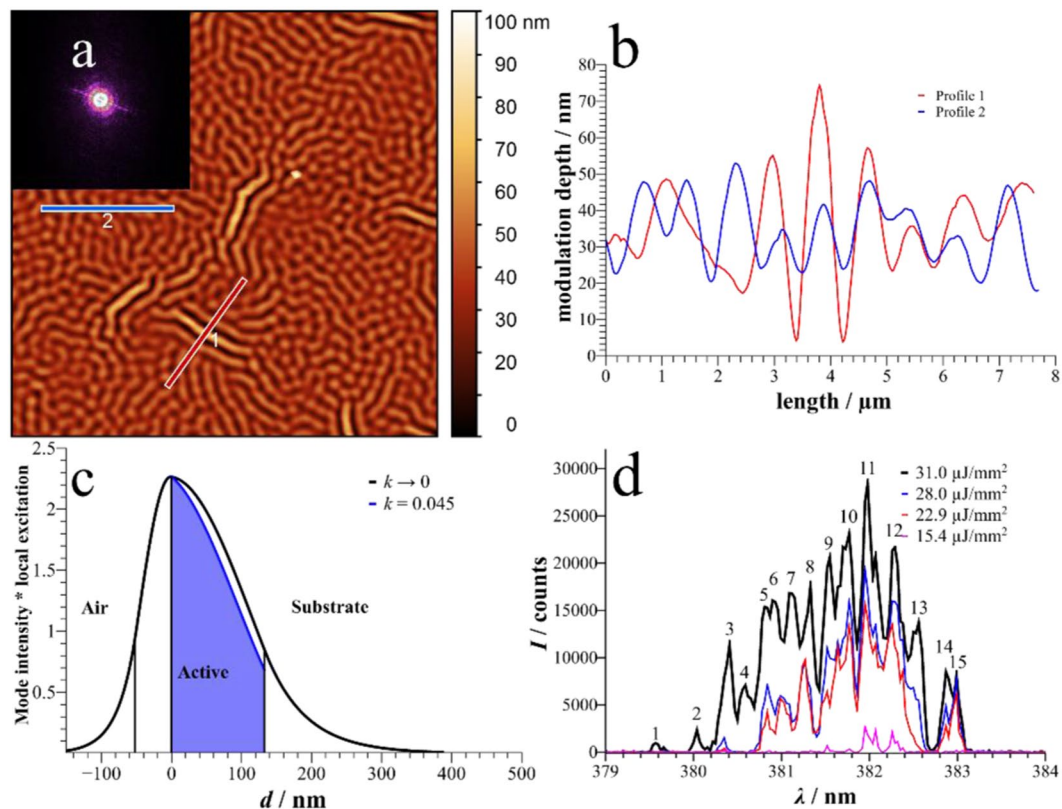 a
100 nm
90
80
70
60
50
40
30
20
10
0
2
1
b
modulation depth / nm
80
70
60
50
40
30
20
10
0
Profile 1
Profile 2
0 1 2 3 4 5 6 7 8
length / μm
c
Mode intensity * local excitation
2.5
2
1.5
1
0.5
k → 0
k = 0.045
Air
Active
Substrate
−100 0 100 200 300 400 500
d / nm
d
I / counts
30000
25000
20000
15000
10000
5000
0
31.0 μJ/mm²
28.0 μJ/mm²
22.9 μJ/mm²
15.4 μJ/mm²
1 2 3 4 5 6 7 8 9 10 11 12 13 14 15
379 380 381 382 383 384
λ / nm